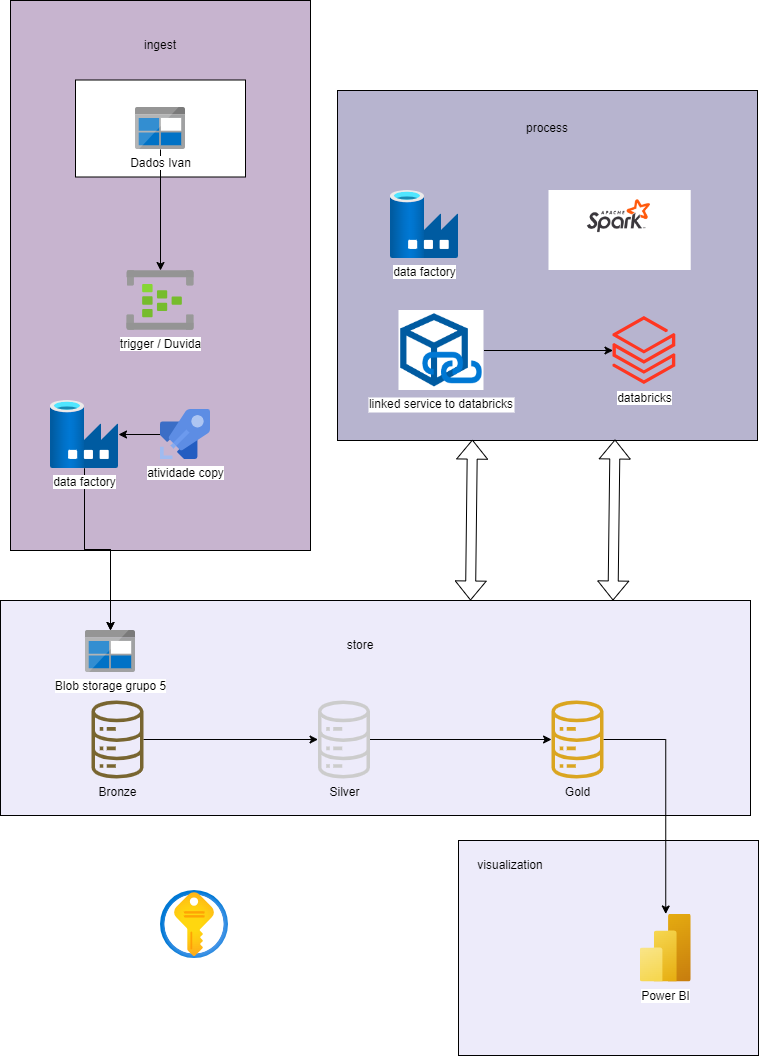 ingest
Dados Ivan
trigger / Duvida
data factory
atividade copy
process
data factory
APACHE
Spark
linked service to databricks
databricks
store
Blob storage grupo 5
Bronze
Silver
Gold
visualization
Power BI